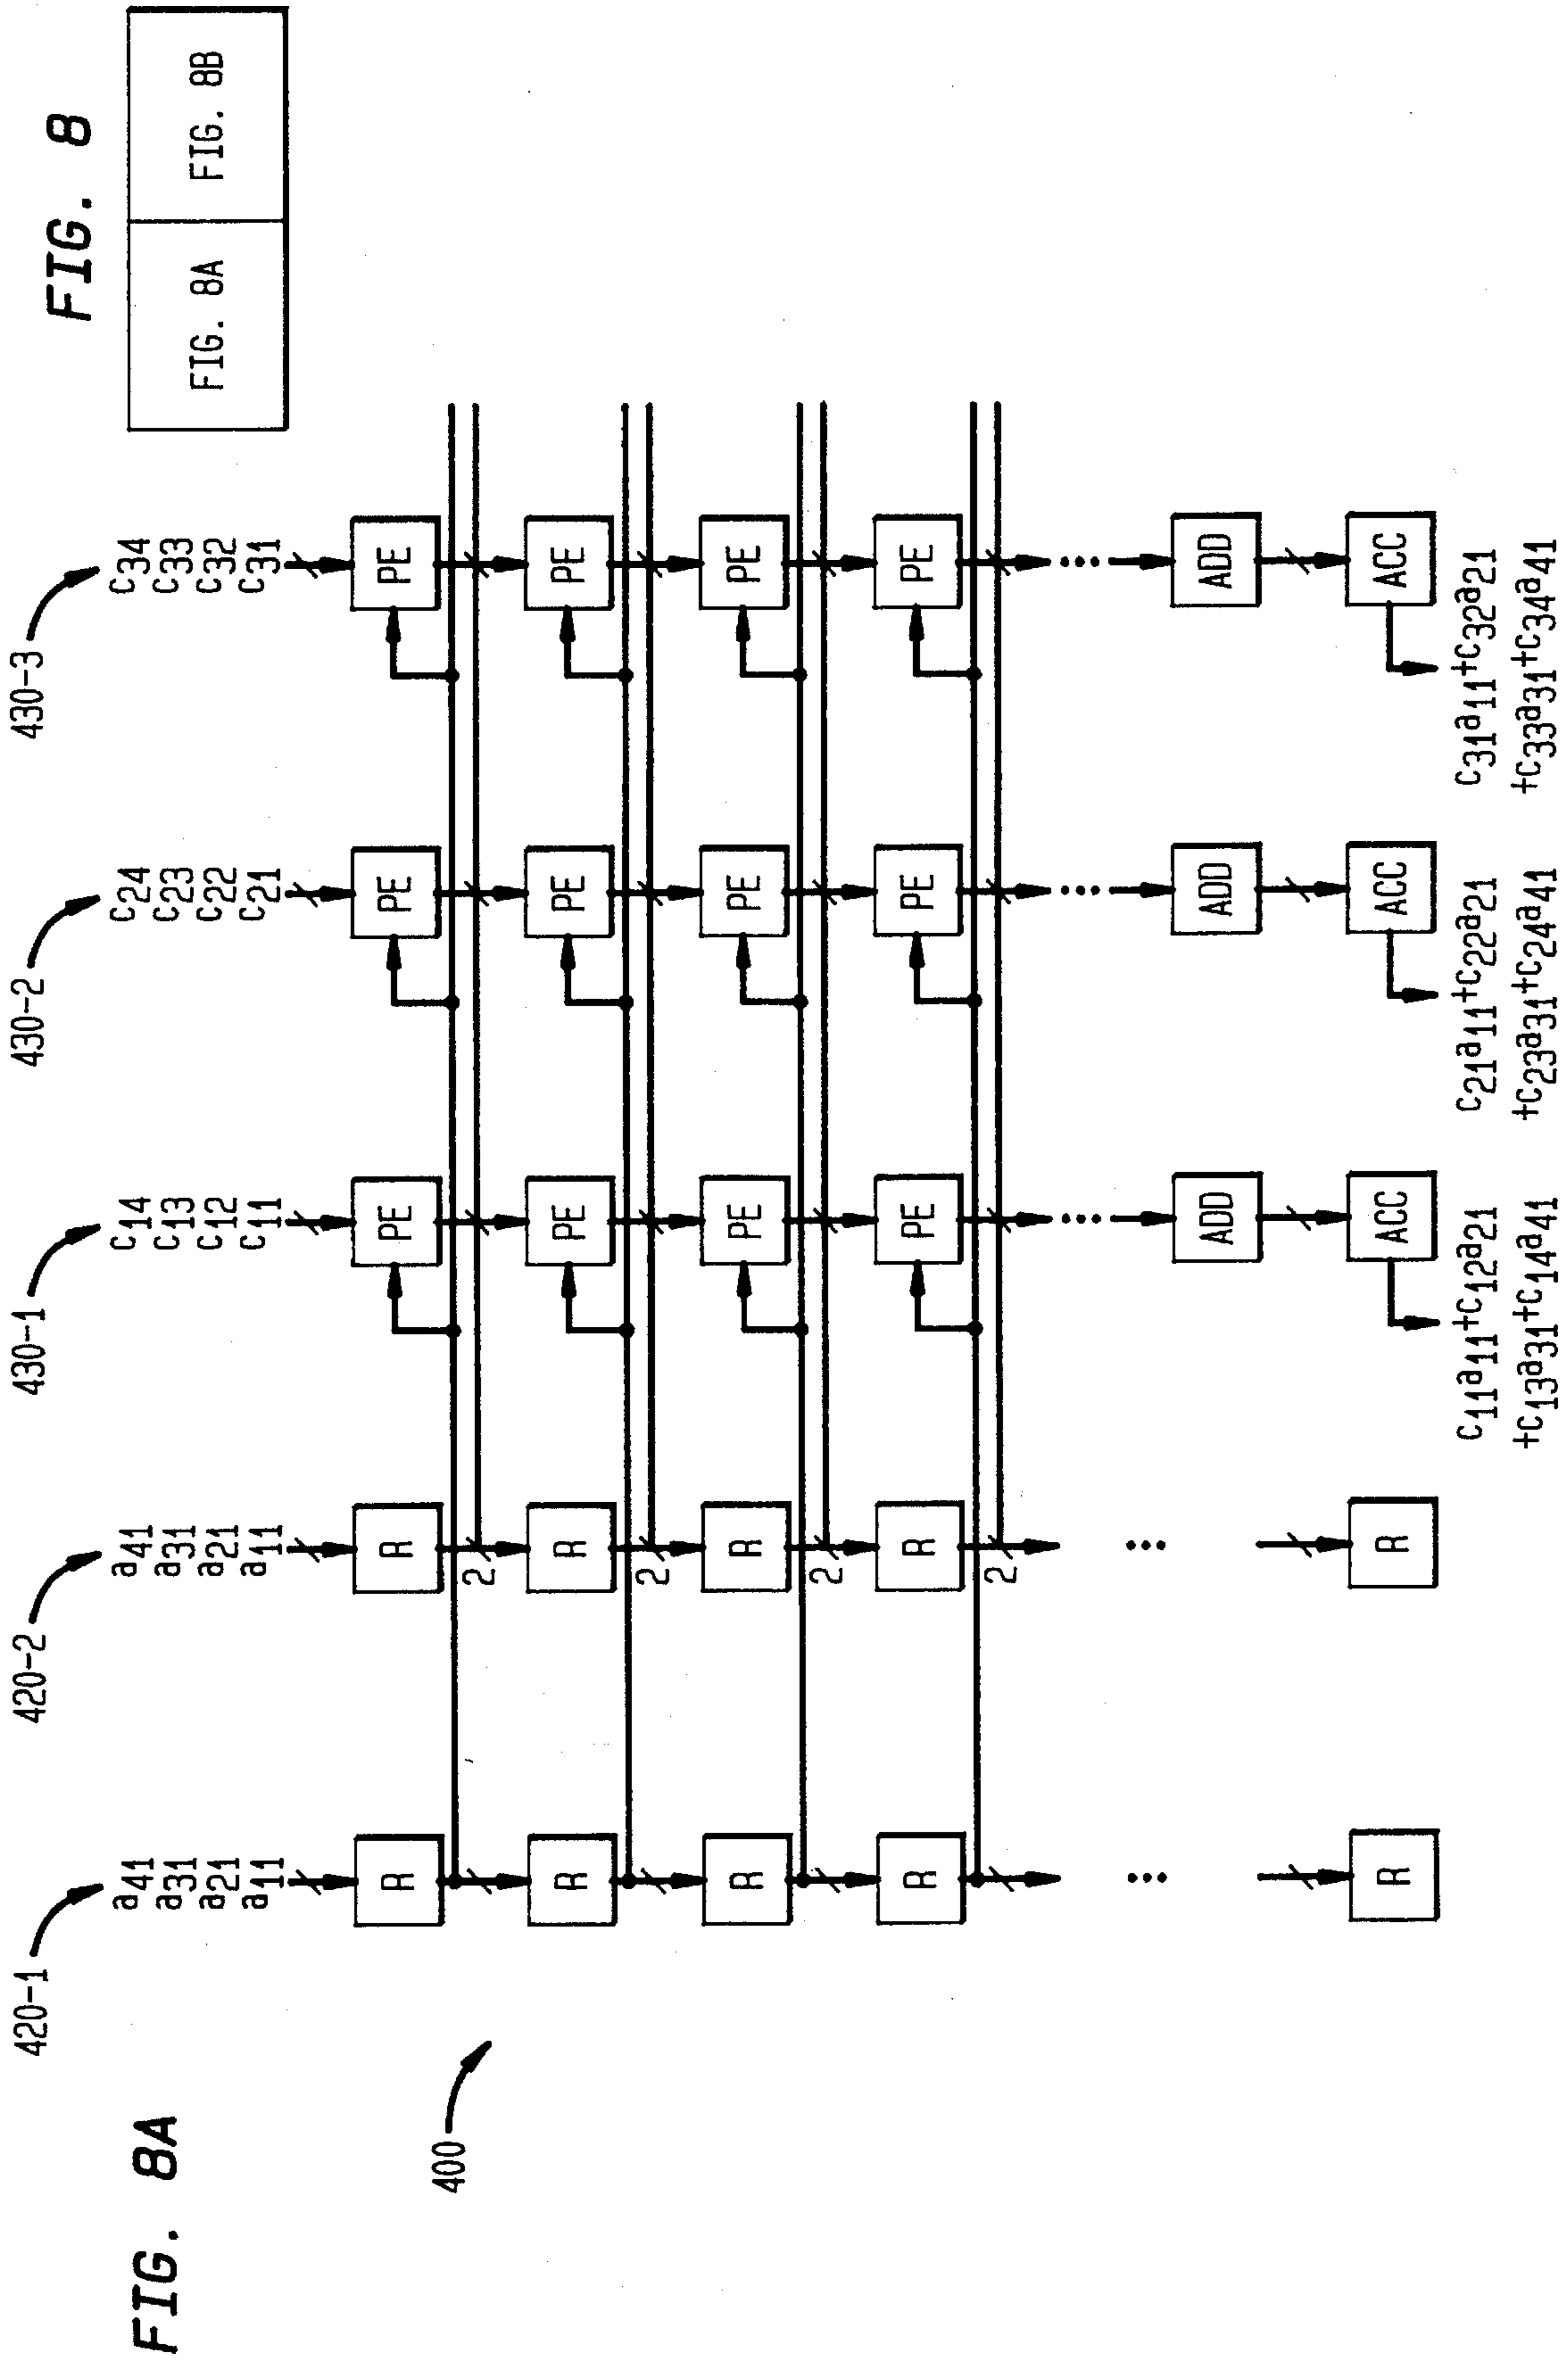 FIG. 8A
FIG. 8
FIG. 8A FIG. 8B
400
420-1 420-2 430-1 430-2 430-3
a41 a41 C14 C24 C34
a31 a31 C13 C23 C33
a21 a21 C12 C22 C32
a11 a11 C11 C21 C31
R R PE PE PE
2
R R PE PE PE
2
R R PE PE PE
2
R R PE PE PE
2
... ... ... ... ...
ADD ADD ADD
R R ACC ACC ACC
C11a11+C12a21 C21a11+C22a21 C31a11+C32a21
+C13a31+C14a41 +C23a31+C24a41 +C33a31+C34a41